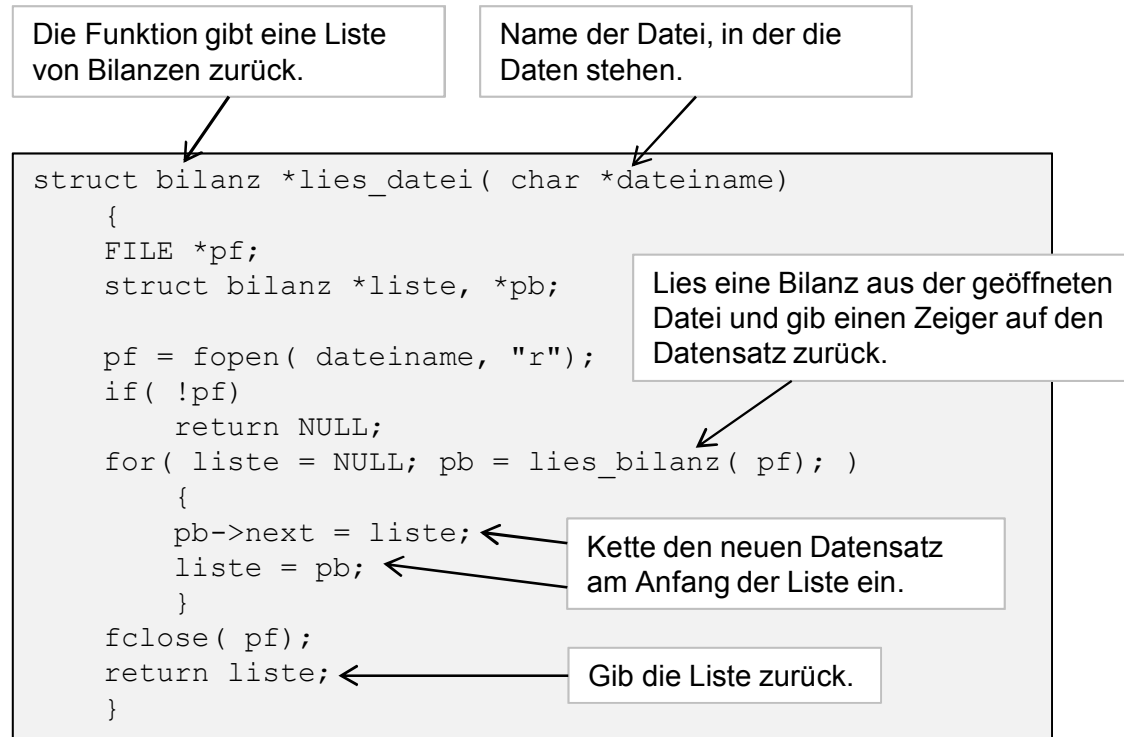 Die Funktion gibt eine Liste
von Bilanzen zurück.
Name der Datei, in der die
Daten stehen.
struct bilanz *lies_datei( char *dateiname)
{
FILE *pf;
struct bilanz *liste, *pb;
Lies eine Bilanz aus der geöffneten
Datei und gib einen Zeiger auf den
Datensatz zurück.
pf = fopen( dateiname, "r");
if( !pf)
return NULL;
for( liste = NULL; pb = lies_bilanz( pf); )
{
pb->next = liste;
liste = pb;
Kette den neuen Datensatz
am Anfang der Liste ein.
}
fclose( pf);
return liste;
Gib die Liste zurück.
}